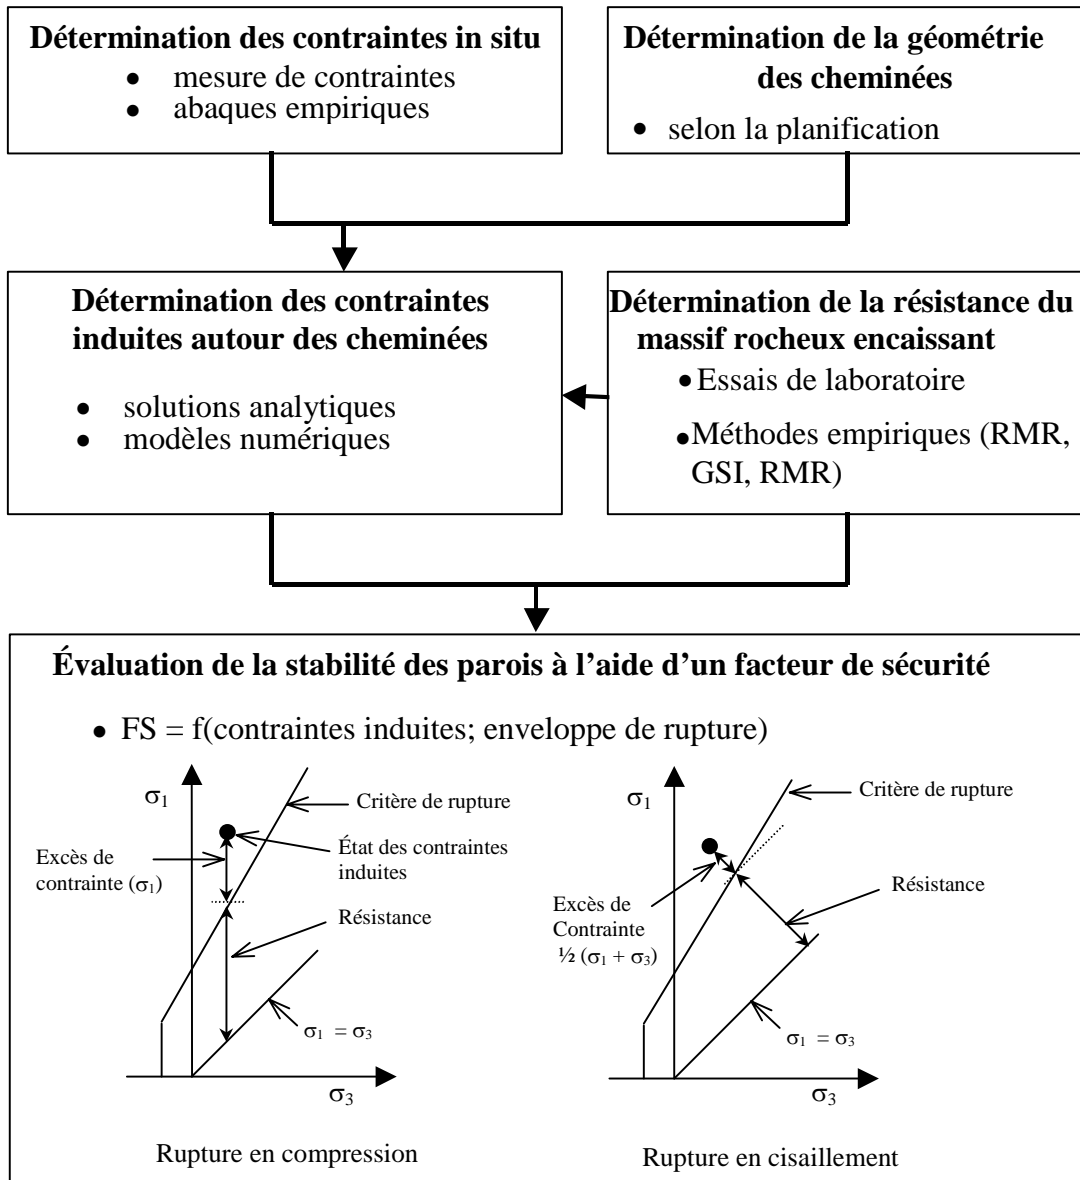 Détermination des contraintes in situ
• mesure de contraintes
• abaques empiriques
Détermination de la géométrie
des cheminées
• selon la planification
Détermination des contraintes
induites autour des cheminées
• solutions analytiques
• modèles numériques
Détermination de la résistance du
massif rocheux encaissant
• Essais de laboratoire
• Méthodes empiriques (RMR,
GSI, RMR)
Évaluation de la stabilité des parois à l'aide d'un facteur de sécurité
• FS = f(contraintes induites; enveloppe de rupture)
σ1
Critère de rupture
État des contraintes
induites
Excès de
contrainte (σ1)
Résistance
σ1 = σ3
σ3
Rupture en compression
σ1
Critère de rupture
Résistance
Excès de
Contrainte
½ (σ1 + σ3)
σ1 = σ3
σ3
Rupture en cisaillement